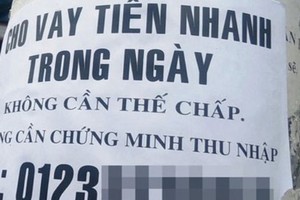 CHO VAY TIỀN NHANH
TRONG NGÀY
KHÔNG CẦN THẾ CHẤP.
CẦN CHỨNG MINH THU NHẬP
: 0123